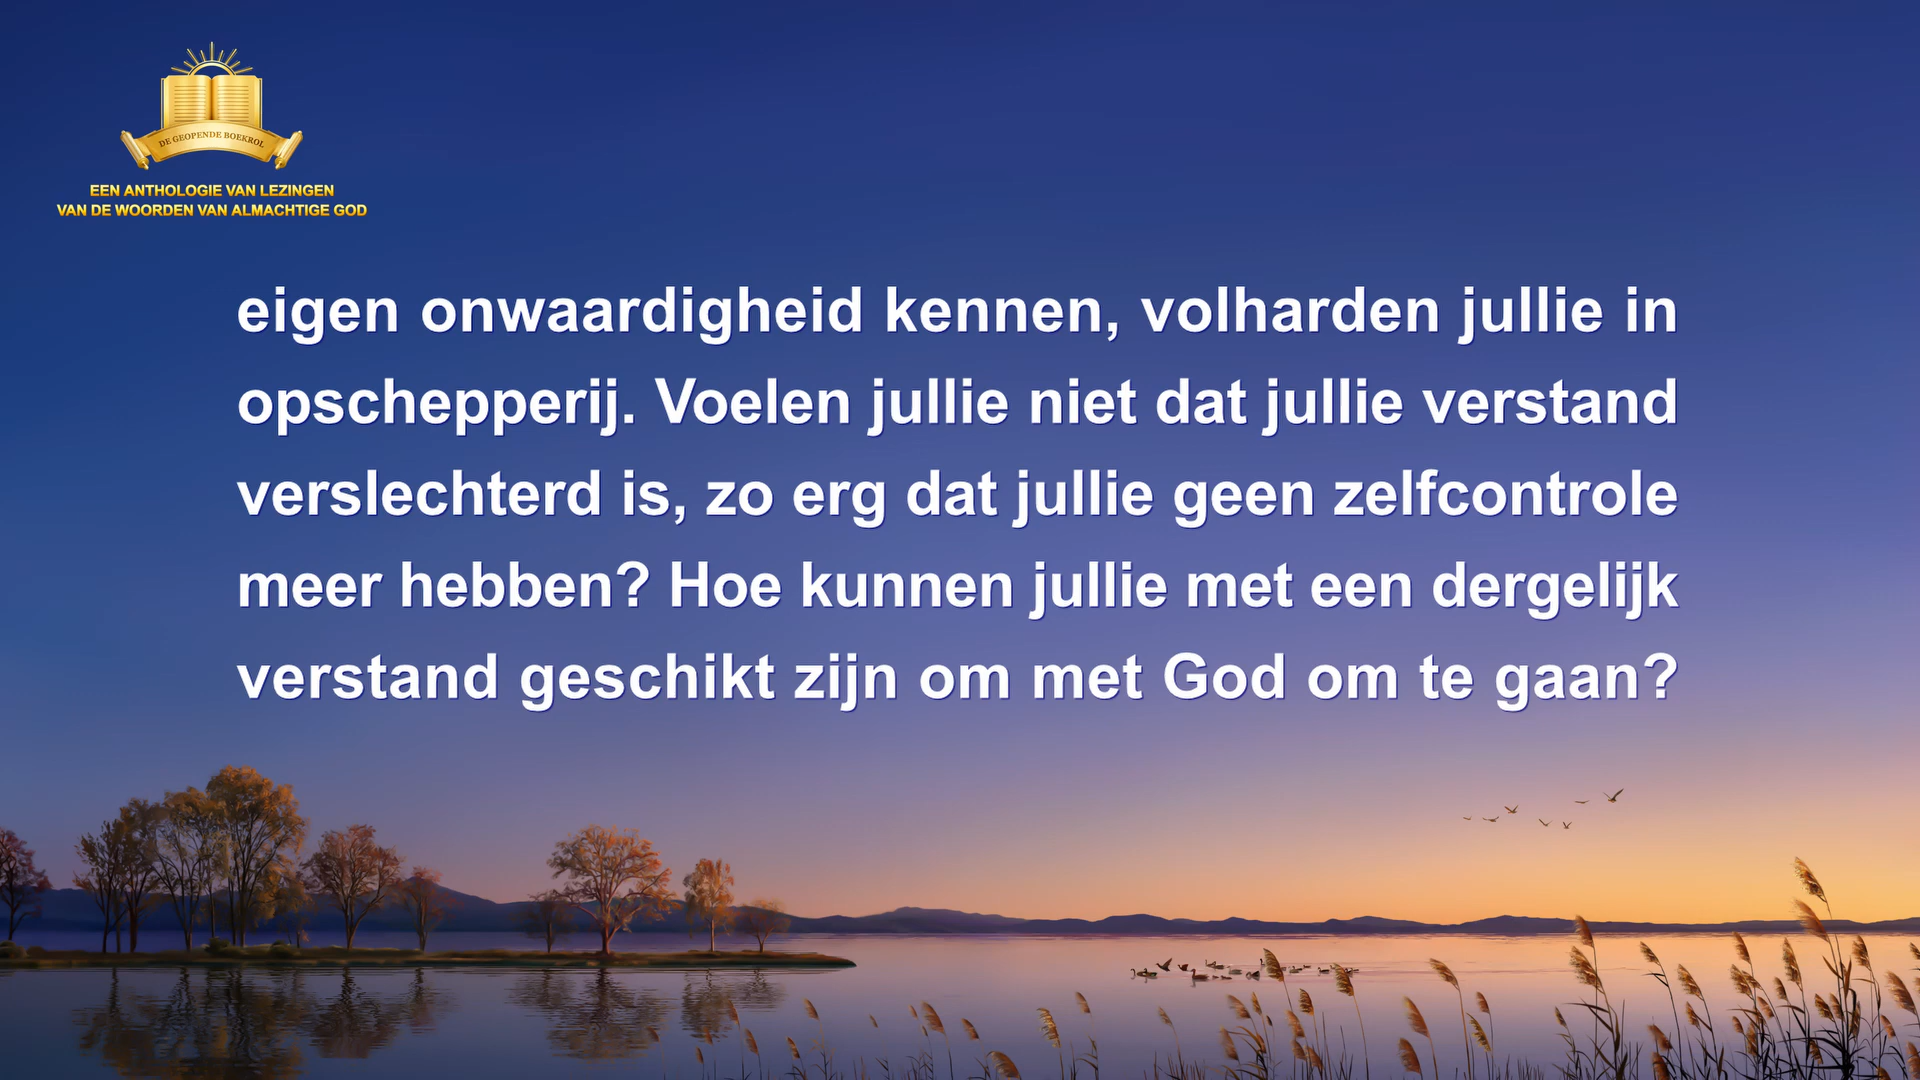 DE GEOPENDE BOEKROL
EEN ANTHOLOGIE VAN LEZINGEN
VAN DE WOORDEN VAN ALMACHTIGE GOD
eigen onwaardigheid kennen, volharden jullie in
opschepperij. Voelen jullie niet dat jullie verstand
verslechterd is, zo erg dat jullie geen zelfcontrole
meer hebben? Hoe kunnen jullie met een dergelijk
verstand geschikt zijn om met God om te gaan?